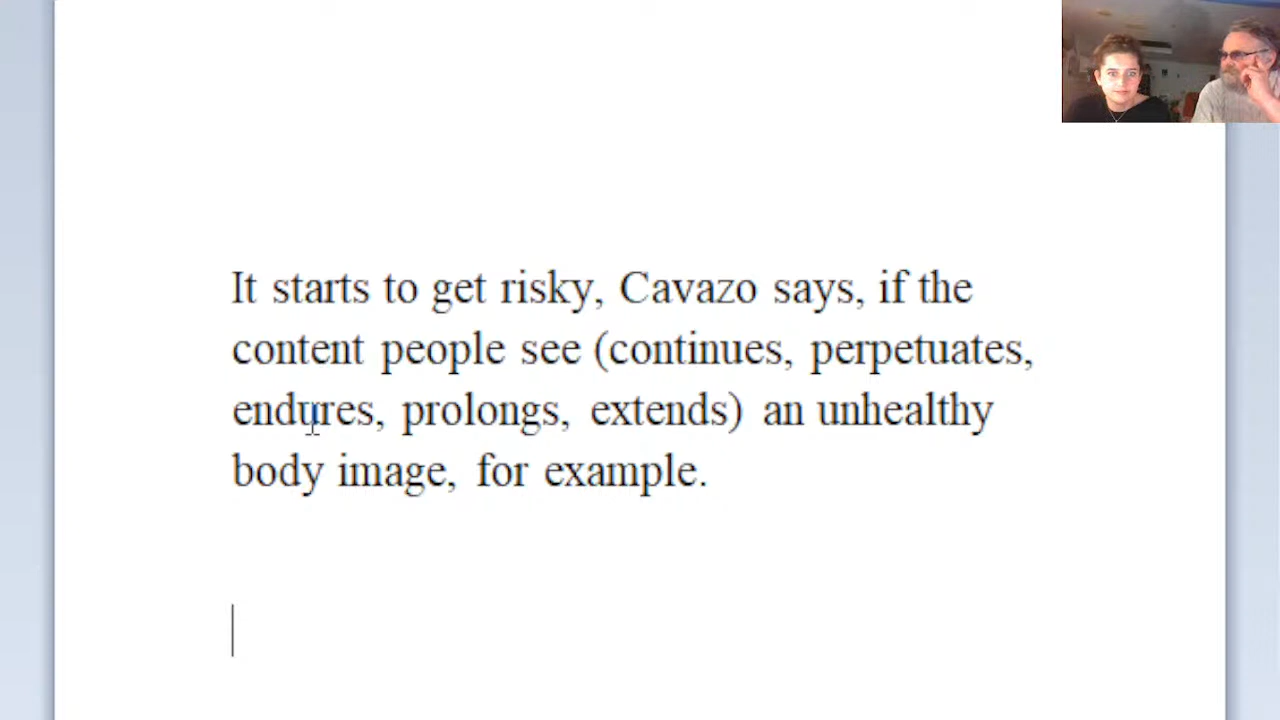 It starts to get risky, Cavazo says, if the
content people see (continues, perpetuates,
endures, prolongs, extends) an unhealthy
body image, for example.